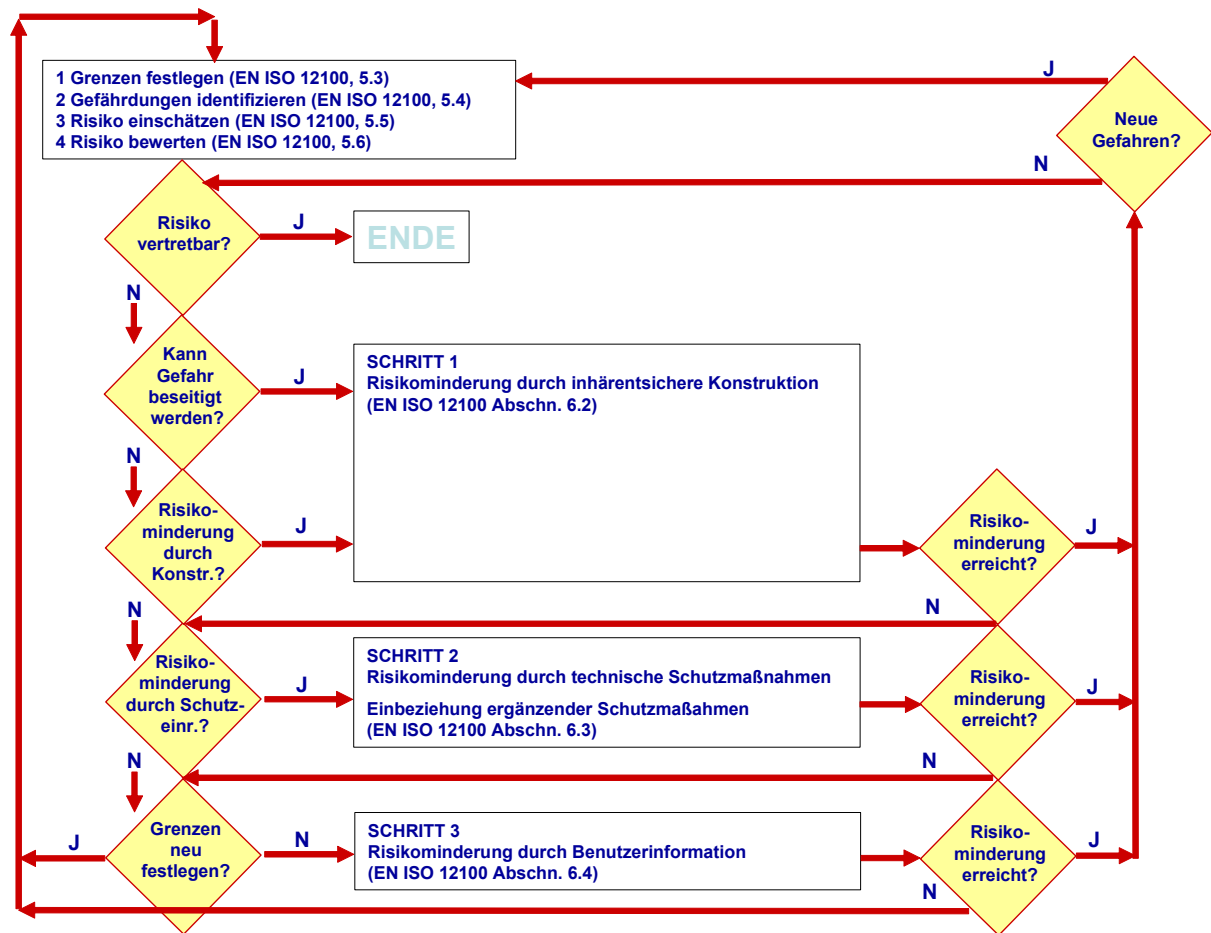 1 Grenzen festlegen (EN ISO 12100, 5.3)
2 Gefährdungen identifizieren (EN ISO 12100, 5.4)
3 Risiko einschätzen (EN ISO 12100, 5.5)
4 Risiko bewerten (EN ISO 12100, 5.6)
J
Neue
Gefahren?
N
Risiko
vertretbar?
J
ENDE
N
Kann
Gefahr
beseitigt
werden?
J
SCHRITT 1
Risikominderung durch inhärentsichere Konstruktion
(EN ISO 12100 Abschn. 6.2)
N
Risiko-
minderung
durch
Konstr.?
J
Risiko-
minderung
erreicht?
J
N
N
Risiko-
minderung
durch Schutz-
einr.?
J
SCHRITT 2
Risikominderung durch technische Schutzmaßnahmen
Einbeziehung ergänzender Schutzmaßahmen
(EN ISO 12100 Abschn. 6.3)
Risiko-
minderung
erreicht?
J
N
N
J
Grenzen
neu
festlegen?
N
SCHRITT 3
Risikominderung durch Benutzerinformation
(EN ISO 12100 Abschn. 6.4)
Risiko-
minderung
erreicht?
J
N